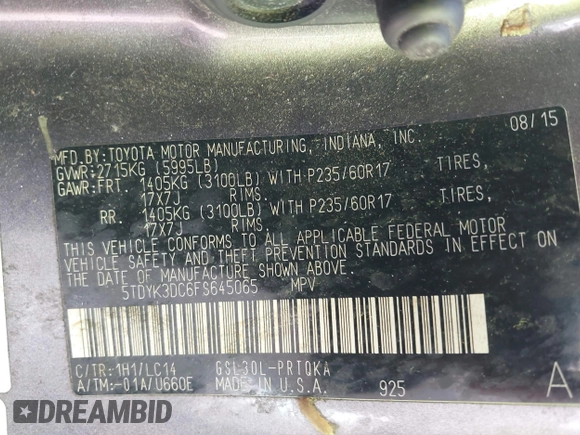 08/15
MFD.BY:TOYOTA MOTOR MANUFACTURING, INDIANA, INC.
GVWR:2715KG (5995LB)
GAWR:FRT. 1405KG (3100LB) WITH P235/60R17 TIRES,
17X7J RIMS.
RR. 1405KG (3100LB) WITH P235/60R17 TIRES,
17X7J RIMS.
THIS VEHICLE CONFORMS TO ALL APPLICABLE FEDERAL MOTOR
VEHICLE SAFETY AND THEFT PREVENTION STANDARDS IN EFFECT ON
THE DATE OF MANUFACTURE SHOWN ABOVE.
5TDYK3DC6FS645065 MPV
C/TR:1H1/LC14 GSL30L-PRTQKA
A/TM:-01A/U660E MADE IN U.S.A. 925 A
DREAMBID